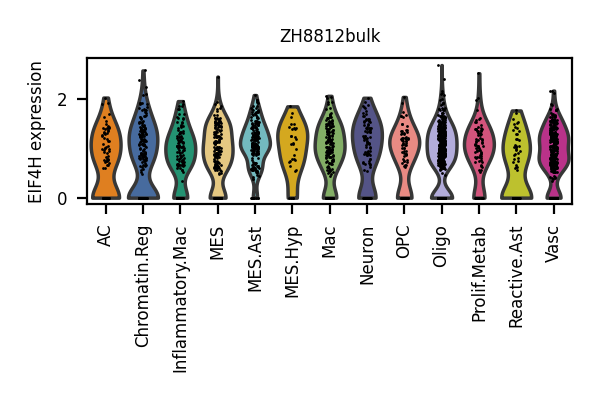 ZH8812bulk
EIF4H expression
2
0
AC
Chromatin.Reg
Inflammatory.Mac
MES
MES.Ast
MES.Hyp
Mac
Neuron
OPC
Oligo
Prolif.Metab
Reactive.Ast
Vasc